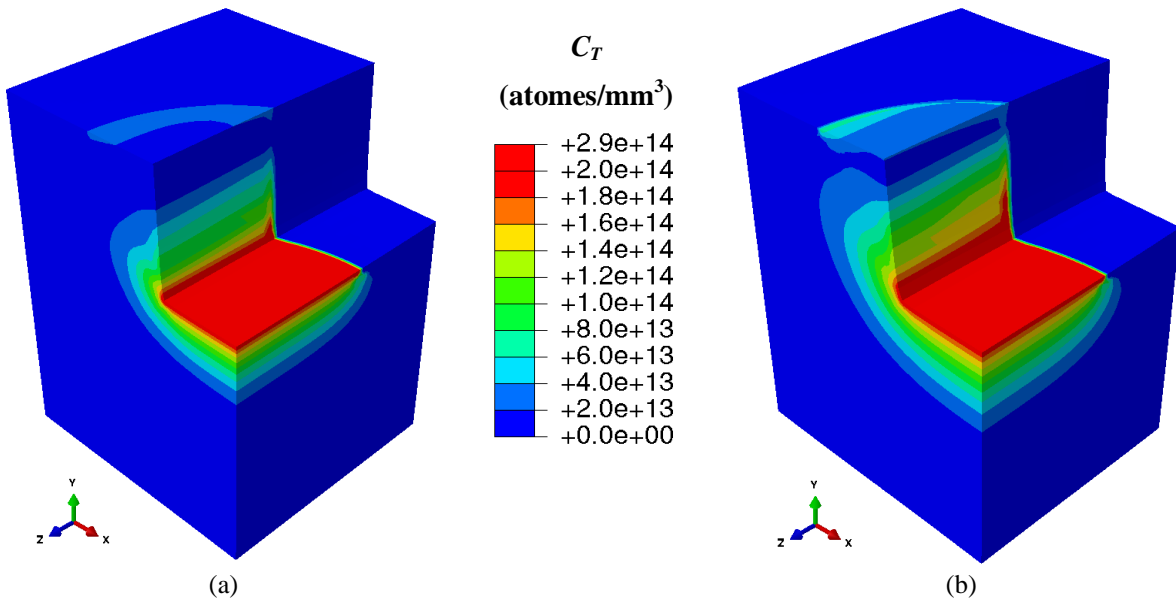 C_T
(atomes/mm³)
+2.9e+14
+2.0e+14
+1.8e+14
+1.6e+14
+1.4e+14
+1.2e+14
+1.0e+14
+8.0e+13
+6.0e+13
+4.0e+13
+2.0e+13
+0.0e+00
Y
Z
X
Y
Z
X
(a)
(b)